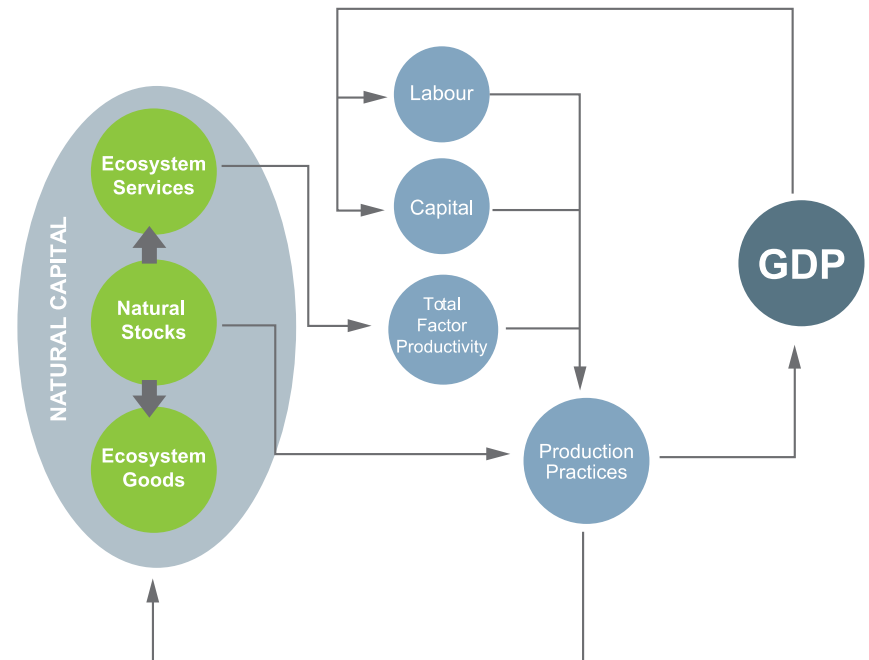 NATURAL CAPITAL
Ecosystem
Services
Natural
Stocks
Ecosystem
Goods
Labour
Capital
Total
Factor
Productivity
Production
Practices
GDP